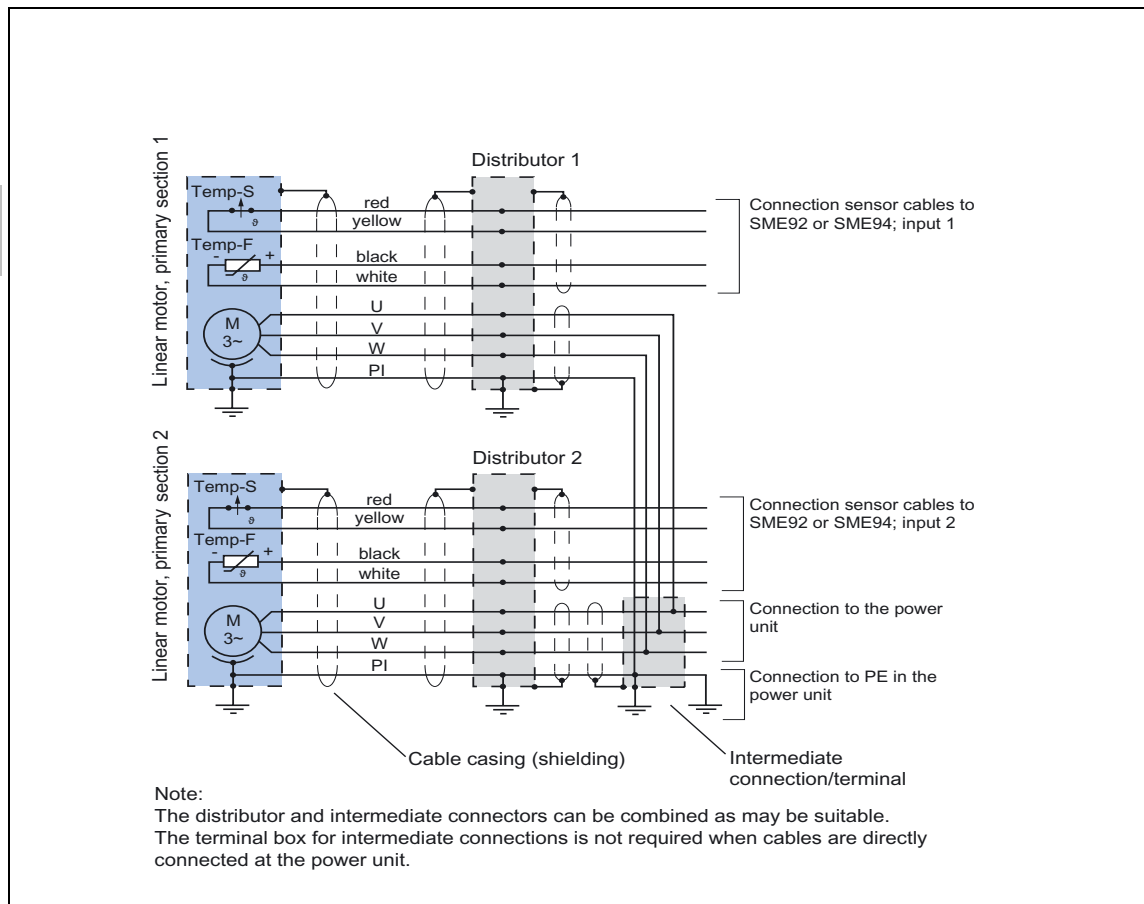 Linear motor, primary section 1
Distributor 1
Temp-S
ϑ
red
yellow
Temp-F
- +
ϑ
black
white
M
3~
U
V
W
PI
Connection sensor cables to
SME92 or SME94; input 1
Linear motor, primary section 2
Distributor 2
Temp-S
ϑ
red
yellow
Temp-F
- +
ϑ
black
white
M
3~
U
V
W
PI
Connection sensor cables to
SME92 or SME94; input 2
Connection to the power
unit
Connection to PE in the
power unit
Cable casing (shielding)
Intermediate
connection/terminal
Note:
The distributor and intermediate connectors can be combined as may be suitable.
The terminal box for intermediate connections is not required when cables are directly
connected at the power unit.